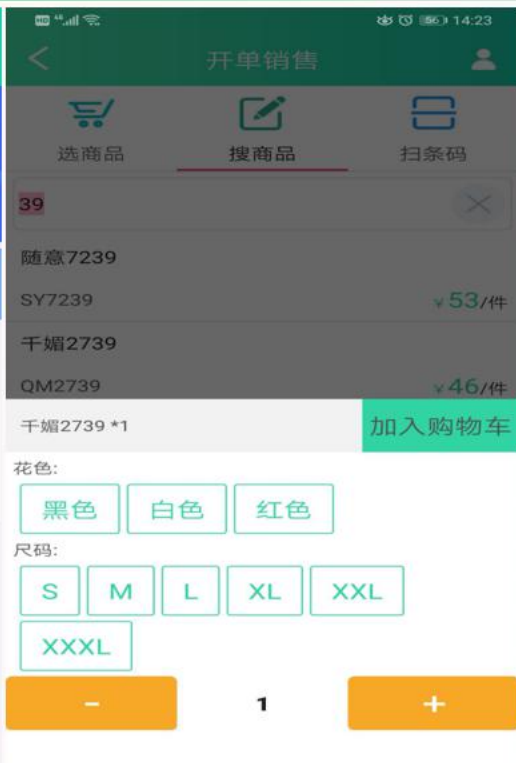 HD 46 56 14:23
开单销售
选商品 搜商品 扫条码
39
随意7239
SY7239 ¥53/件
千媚2739
QM2739 ¥46/件
千媚2739 *1 加入购物车
花色:
黑色 白色 红色
尺码:
S M L XL XXL
XXXL
- 1 +